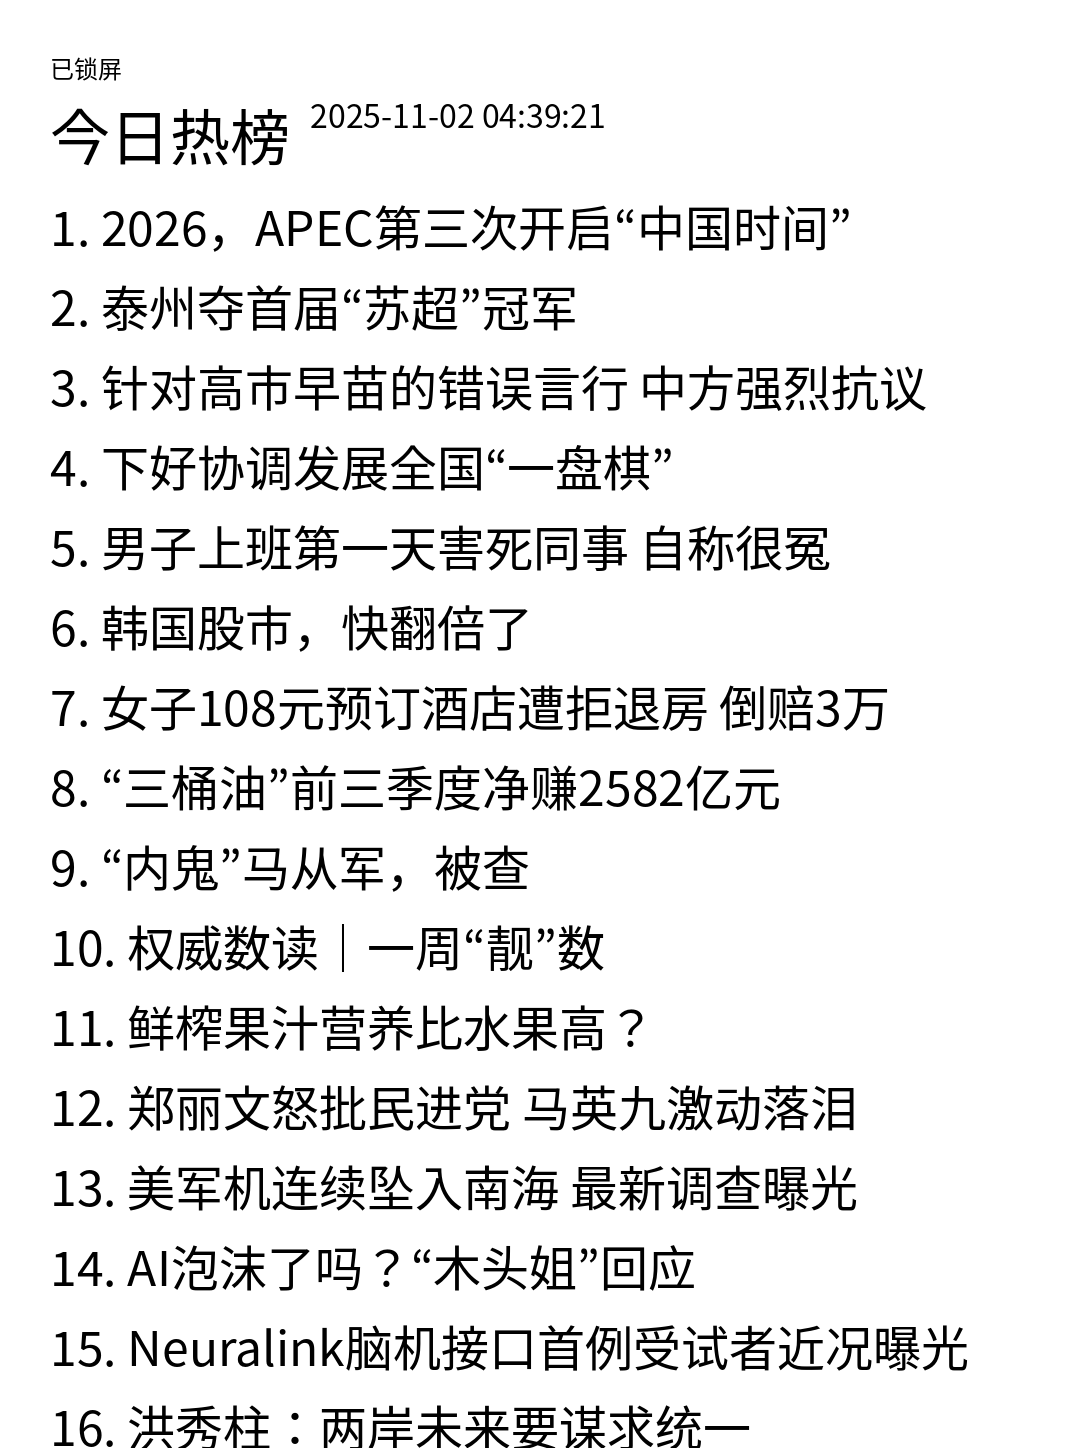 已锁屏
今日热榜 2025-11-02 04:39:21
1. 2026，APEC第三次开启“中国时间”
2. 泰州夺首届“苏超”冠军
3. 针对高市早苗的错误言行 中方强烈抗议
4. 下好协调发展全国“一盘棋”
5. 男子上班第一天害死同事 自称很冤
6. 韩国股市，快翻倍了
7. 女子108元预订酒店遭拒退房 倒赔3万
8. “三桶油”前三季度净赚2582亿元
9. “内鬼”马从军，被查
10. 权威数读｜一周“靓”数
11. 鲜榨果汁营养比水果高？
12. 郑丽文怒批民进党 马英九激动落泪
13. 美军机连续坠入南海 最新调查曝光
14. AI泡沫了吗？“木头姐”回应
15. Neuralink脑机接口首例受试者近况曝光
16. 洪秀柱：两岸未来要谋求统一